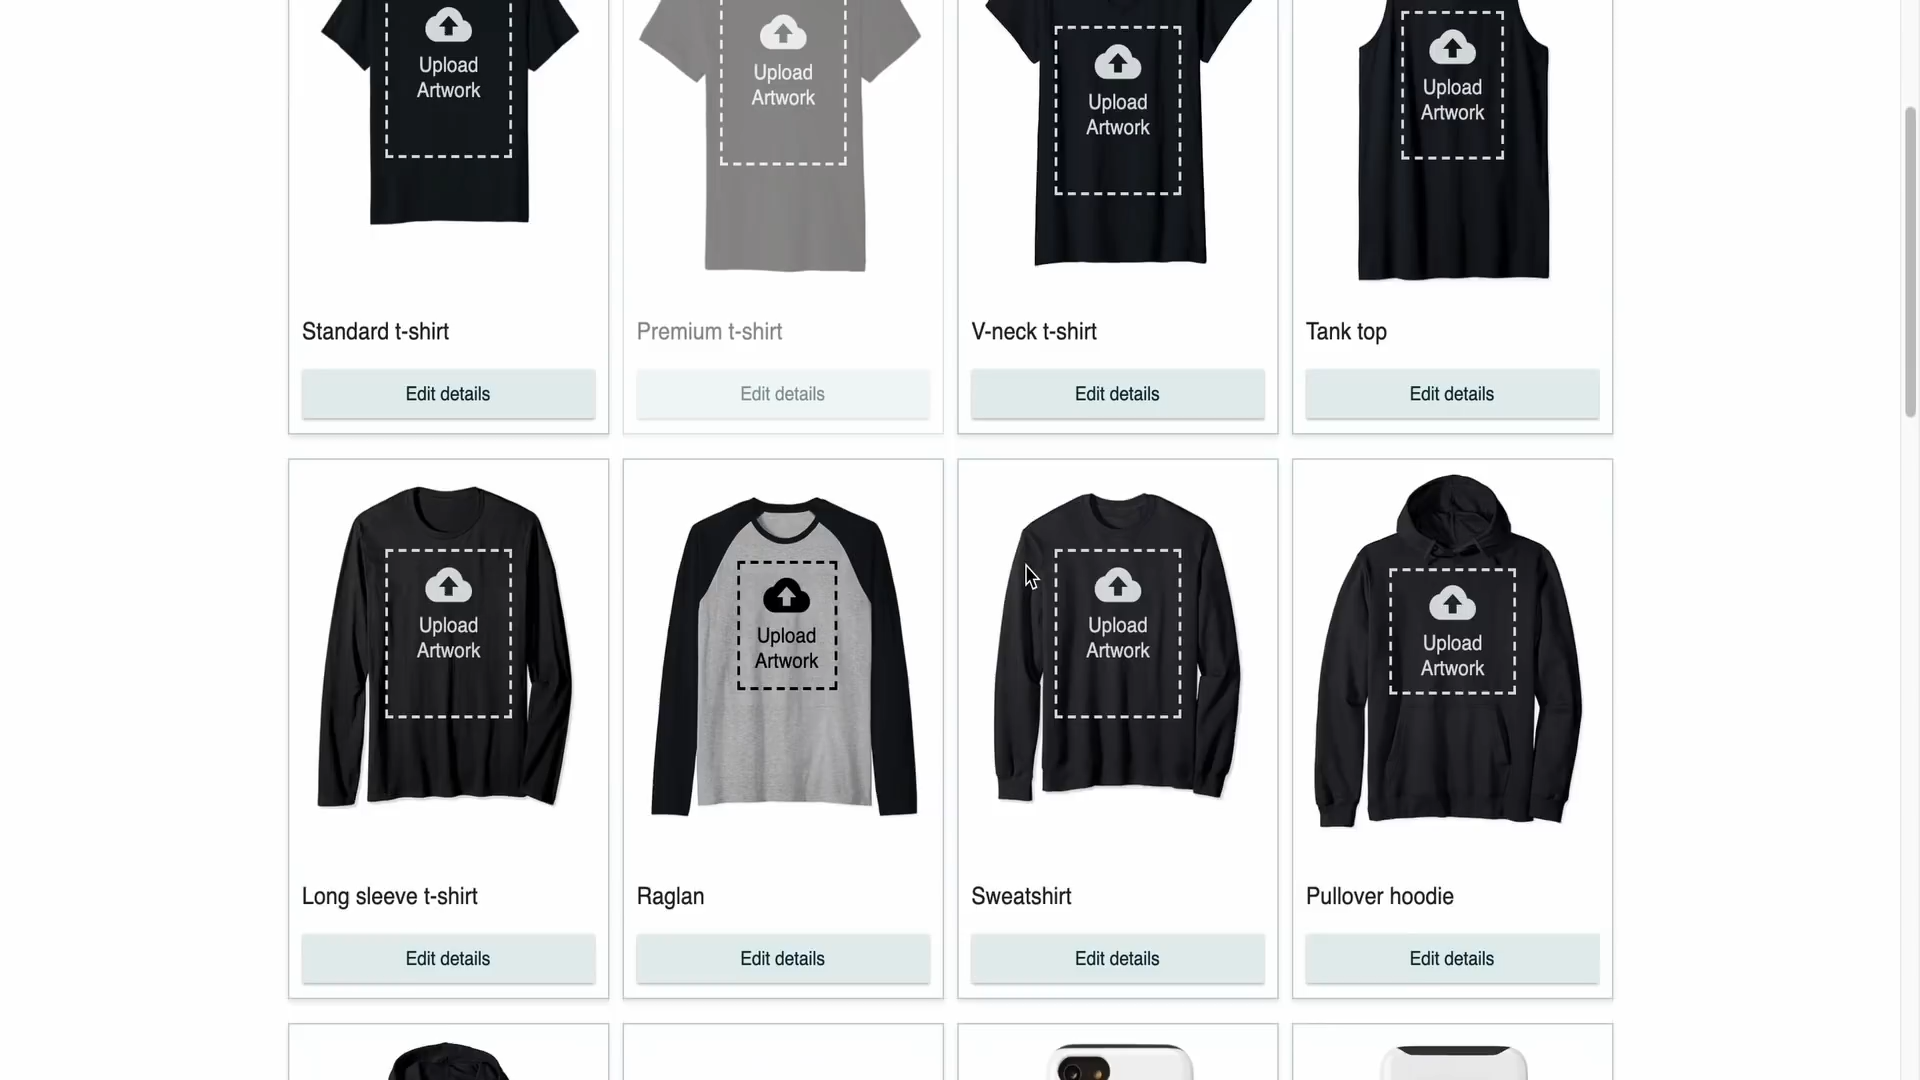 Upload
Artwork
Upload
Artwork
Upload
Artwork
Upload
Artwork
Standard t-shirt
Premium t-shirt
V-neck t-shirt
Tank top
Edit details
Edit details
Edit details
Edit details
Upload
Artwork
Upload
Artwork
Upload
Artwork
Upload
Artwork
Long sleeve t-shirt
Raglan
Sweatshirt
Pullover hoodie
Edit details
Edit details
Edit details
Edit details